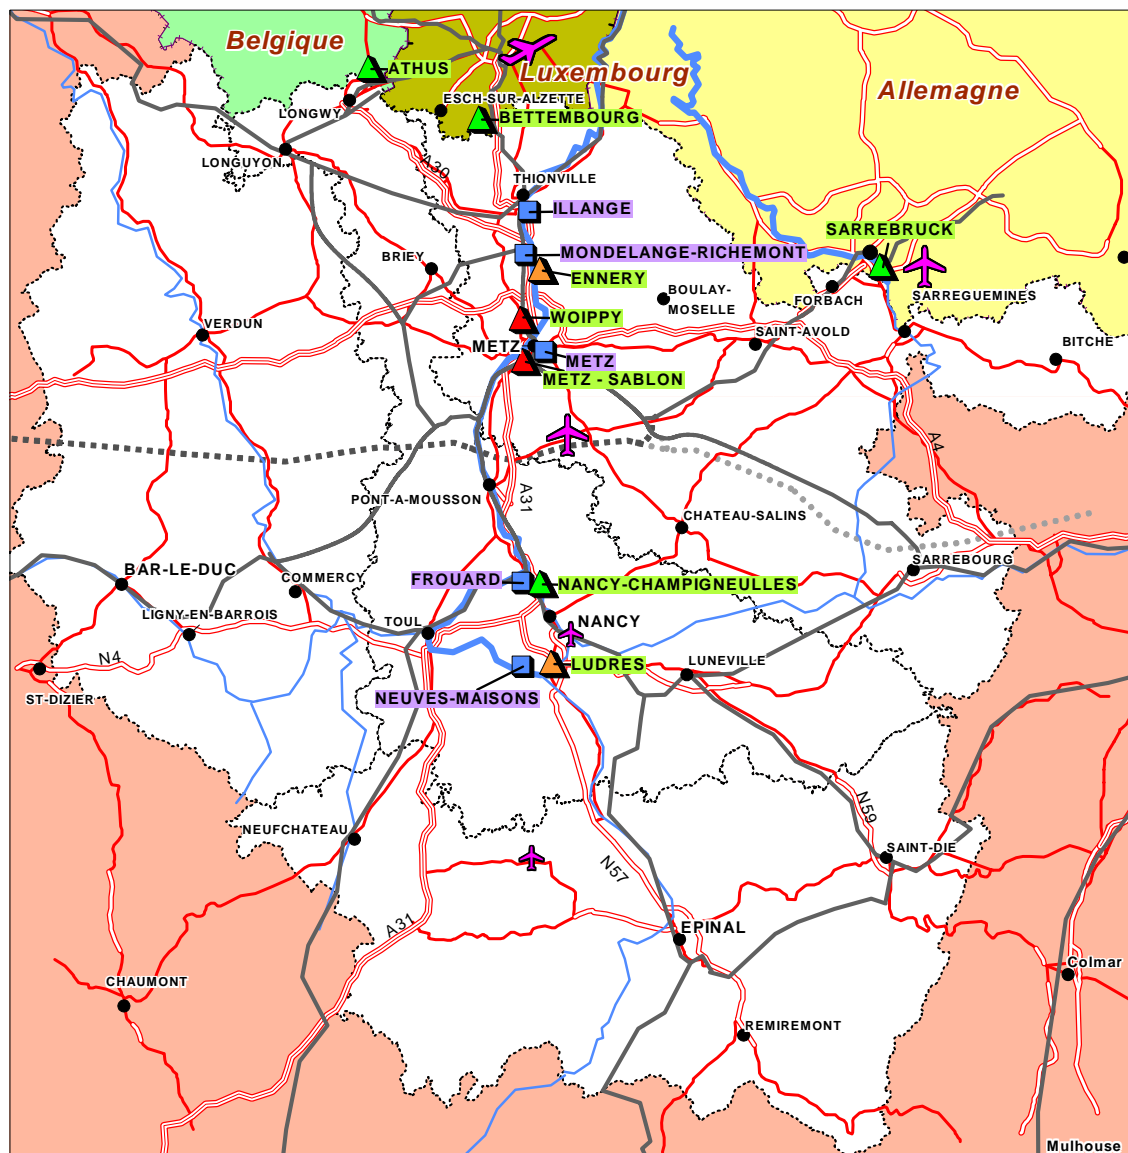 Belgique
Luxembourg
Allemagne
ATHUS
ESCH-SUR-ALZETTE
LONGWY
BETTEMBOURG
LONGUYON
A30
THIONVILLE
ILLANGE
SARREBRUCK
MONDELANGE-RICHEMONT
BRIEY
ENNERY
BOULAY-
MOSELLE
FORBACH
SARREGUEMINES
WOIPPY
VERDUN
SAINT-AVOLD
BITCHE
METZ
METZ
METZ - SABLON
A4
PONT-A-MOUSSON
A31
CHATEAU-SALINS
SARREBOURG
BAR-LE-DUC
COMMERCY
FROUARD
NANCY-CHAMPIGNEULLES
LIGNY-EN-BARROIS
TOUL
NANCY
N4
LUDRES
LUNEVILLE
ST-DIZIER
NEUVES-MAISONS
N59
NEUFCHATEAU
SAINT-DIE
N57
A31
EPINAL
Colmar
CHAUMONT
REMIREMONT
Mulhouse